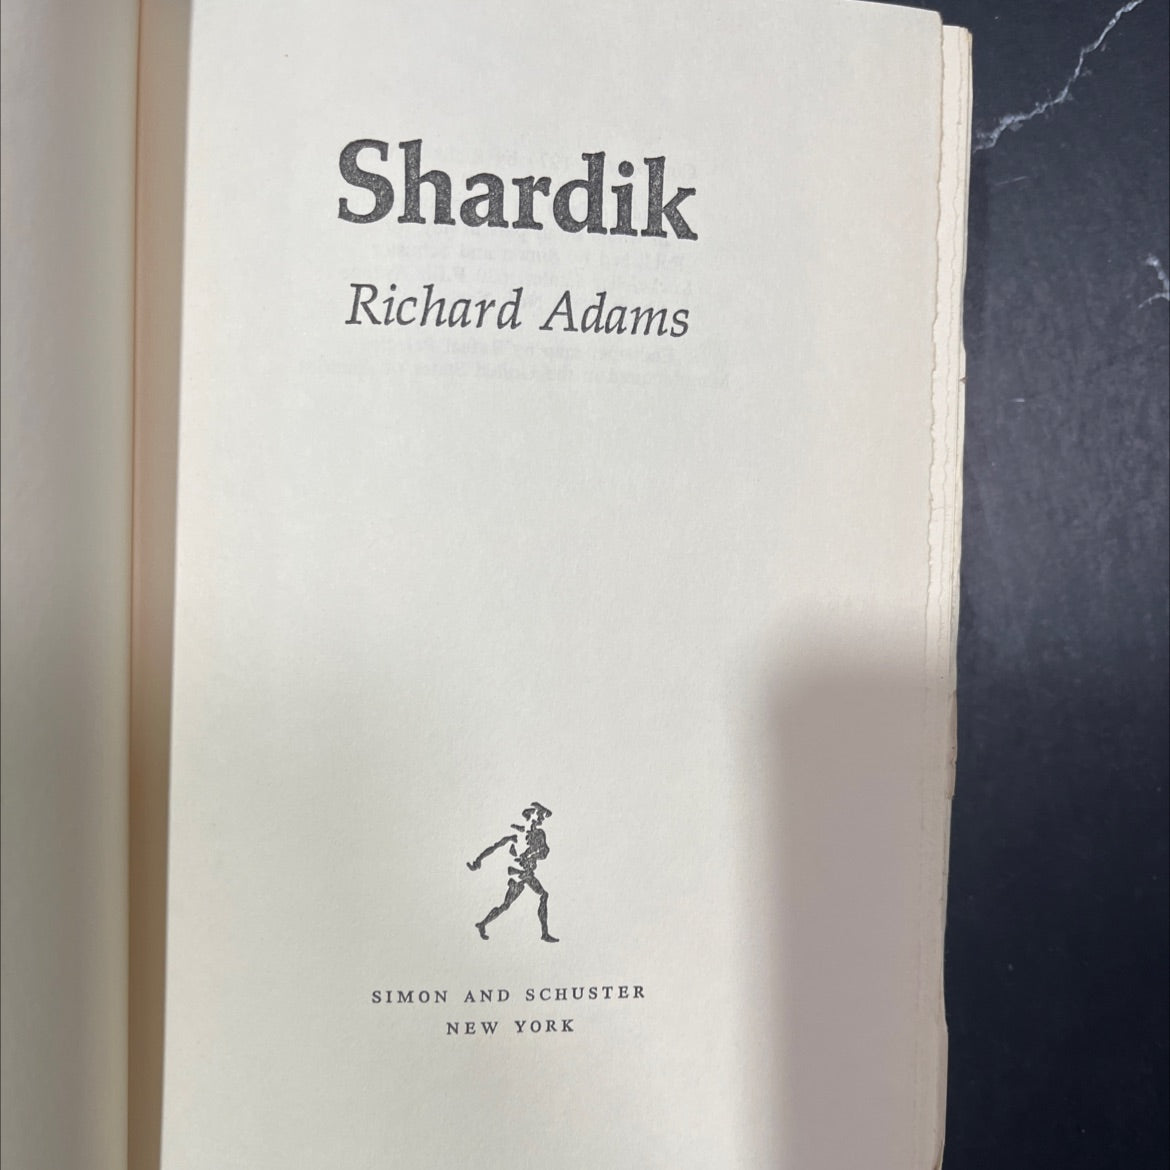 Shardik
Richard Adams
SIMON AND SCHUSTER
NEW YORK